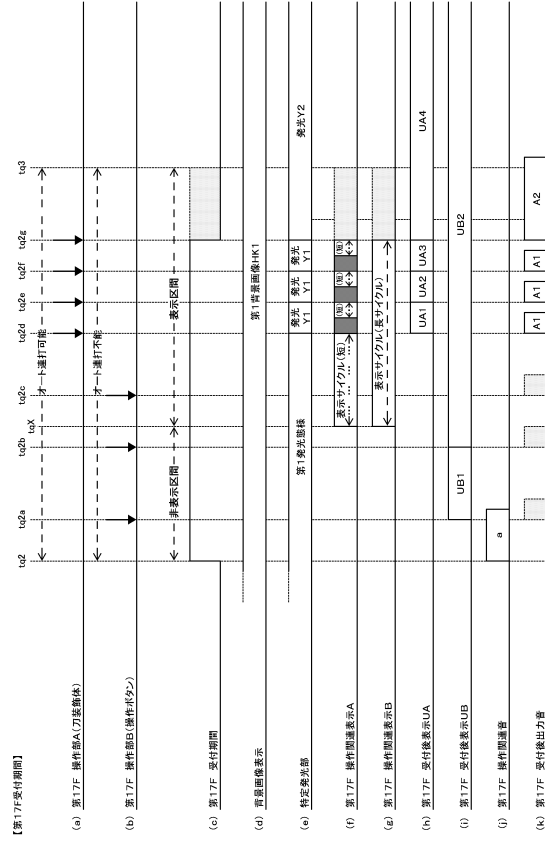 【第17F受付期間】
tq2
tq2a
tq2b
tqX
tq2c
tq2d
tq2e
tq2f
tq2g
tq3
オート連打可能
(a) 第17F 操作部A(刀装飾体)
オート連打不能
(b) 第17F 操作部B(操作ボタン)
非表示区間
表示区間
(c) 第17F 受付期間
(d) 背景画像表示
第1背景画像HK1
(e) 特定発光部
第1発光態様
発光Y1
発光Y1
発光Y1
発光Y2
(f) 第17F 操作関連表示A
表示サイクル(短)
(短)
(短)
(短)
(g) 第17F 操作関連表示B
表示サイクル(長サイクル)
(h) 第17F 受付後表示UA
UA1
UA2
UA3
UA4
(i) 第17F 受付後表示UB
UB1
UB2
(j) 第17F 操作関連音
a
(k) 第17F 受付後出力音
A1
A1
A1
A2